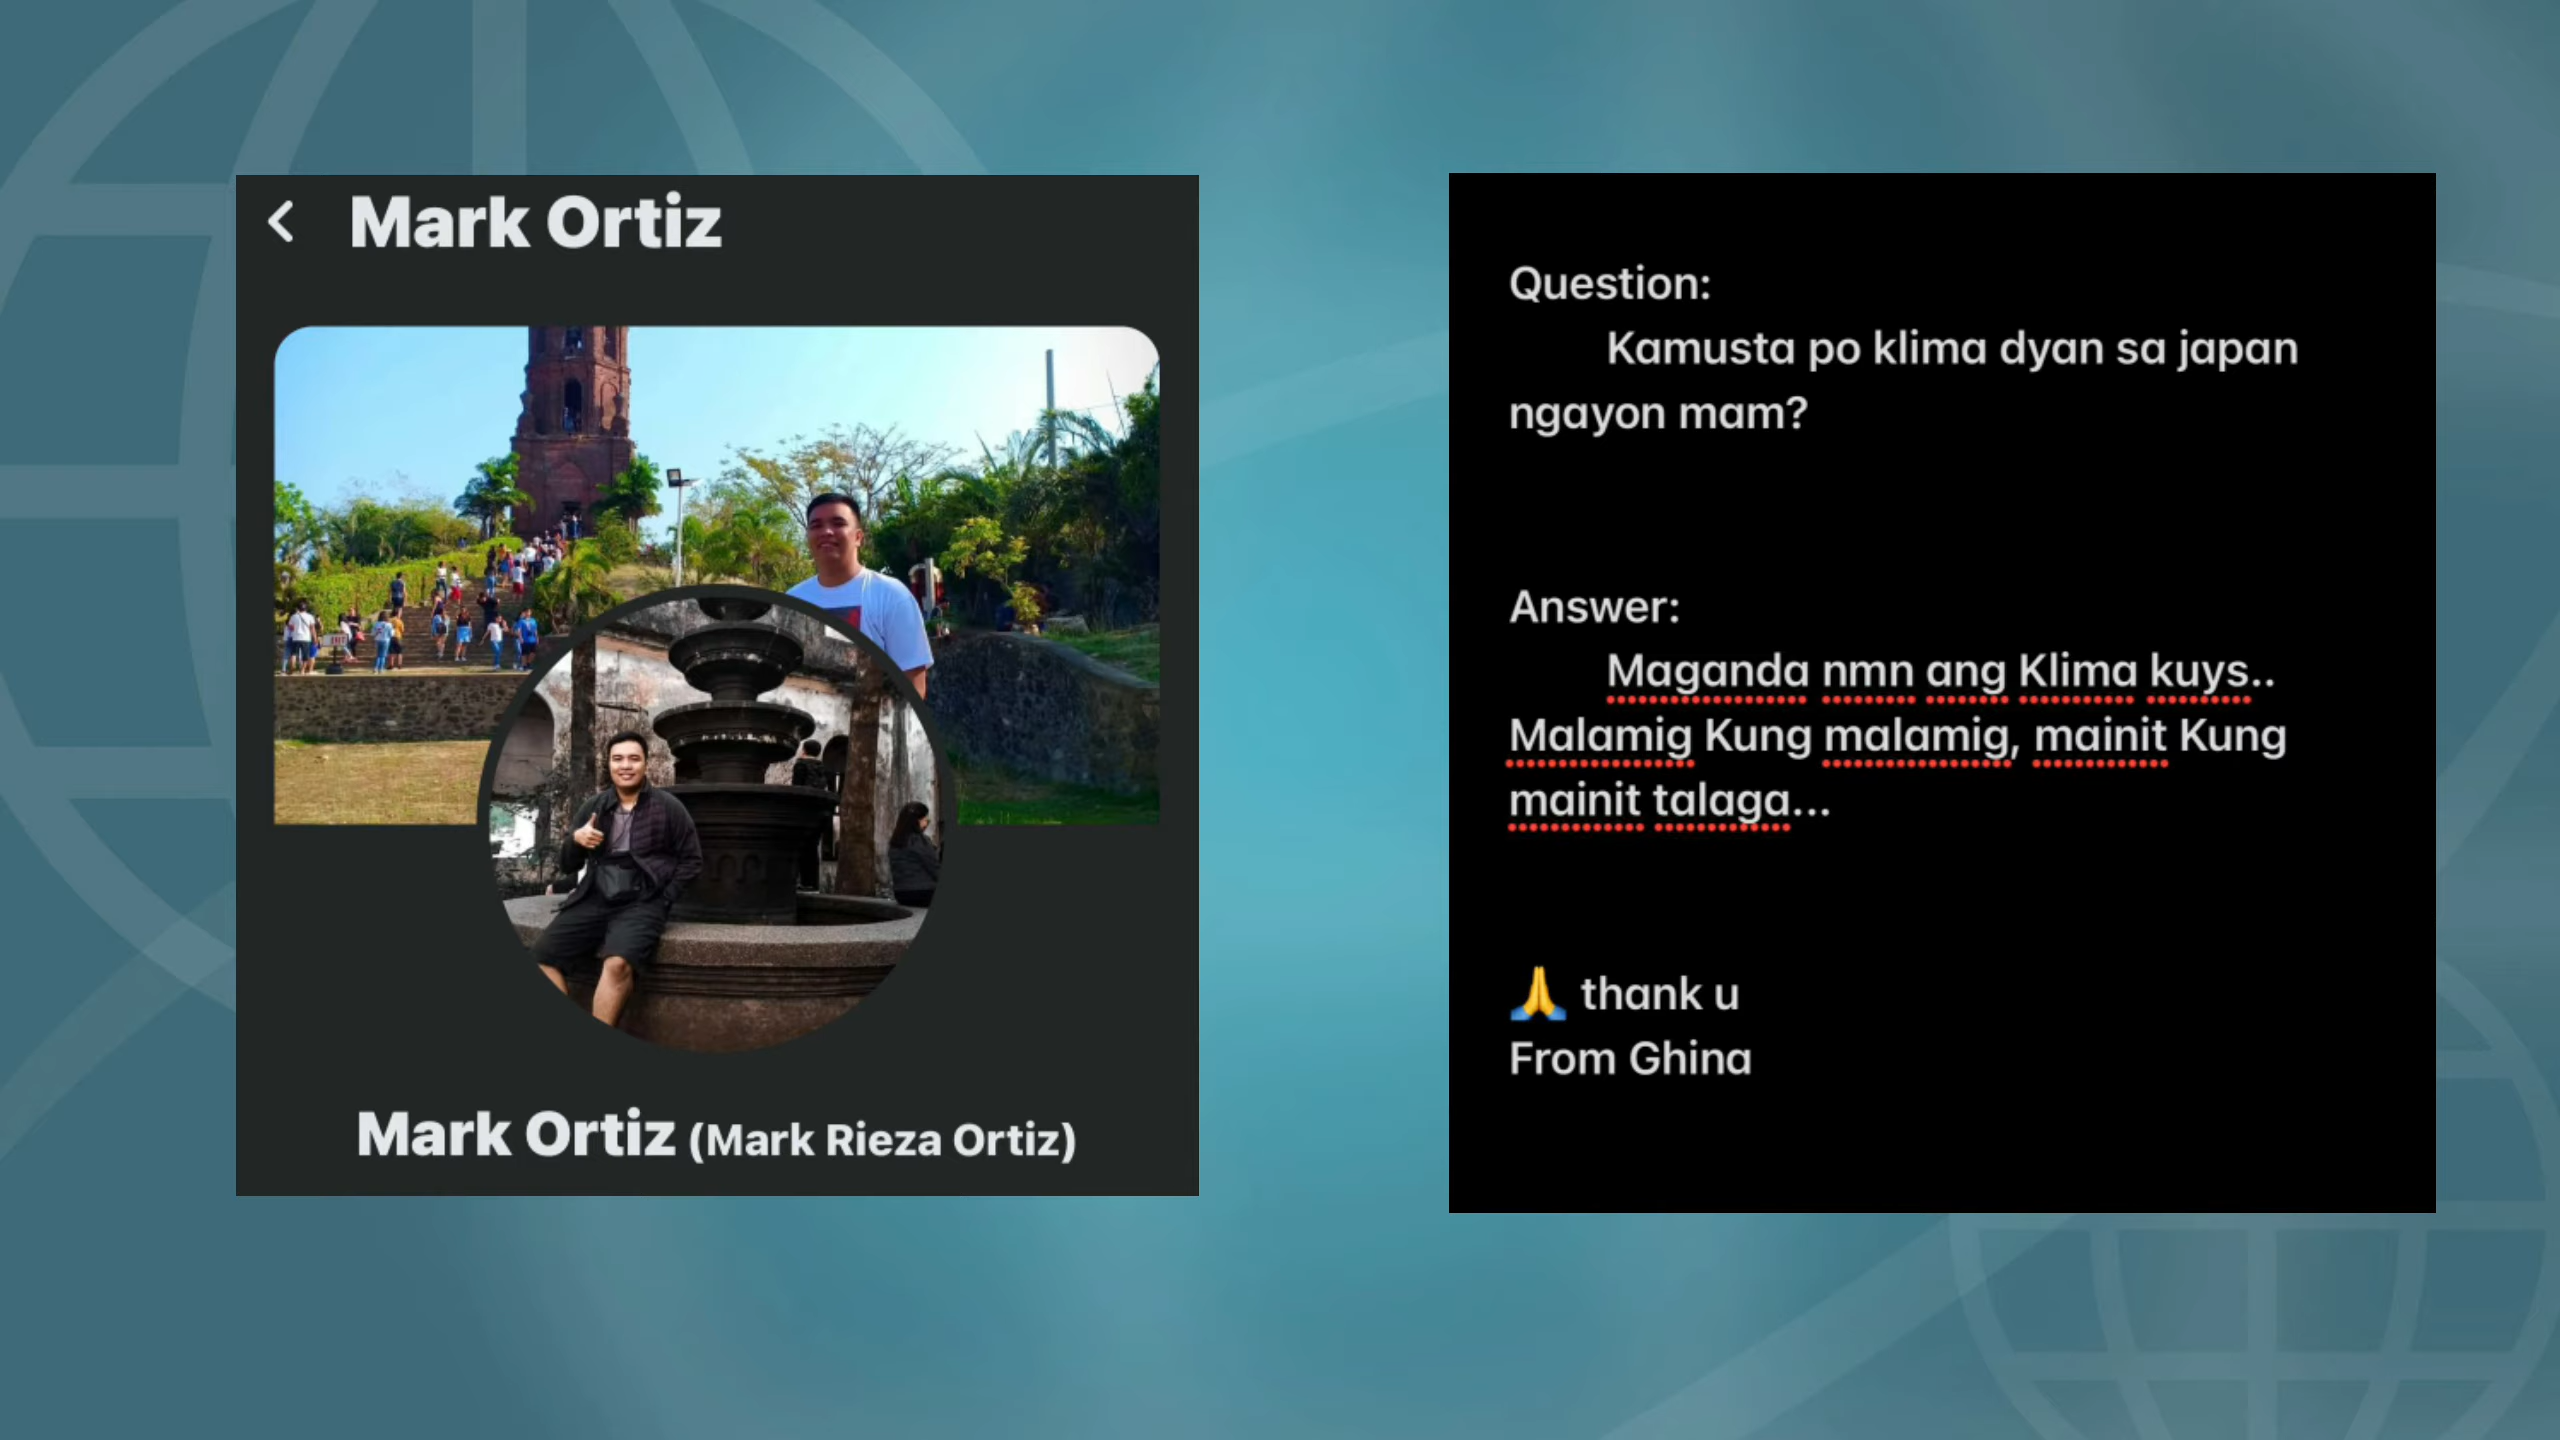 Mark Ortiz
Mark Ortiz (Mark Rieza Ortiz)
Question:
Kamusta po klima dyan sa japan
ngayon mam?
Answer:
Maganda nmn ang Klima kuys..
Malamig Kung malamig, mainit Kung
mainit talaga...
🙏 thank u
From Ghina